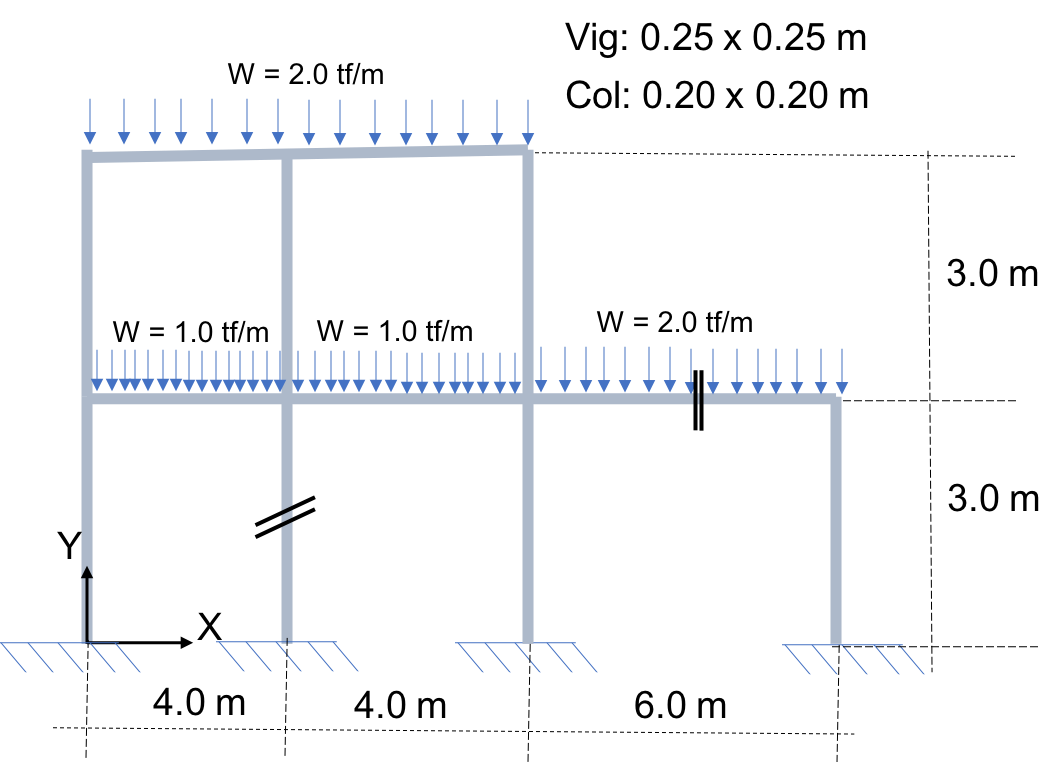 Vig: 0.25 x 0.25 m
W = 2.0 tf/m
Col: 0.20 x 0.20 m
3.0 m
W = 1.0 tf/m
W = 1.0 tf/m
W = 2.0 tf/m
3.0 m
Y
X
4.0 m
4.0 m
6.0 m